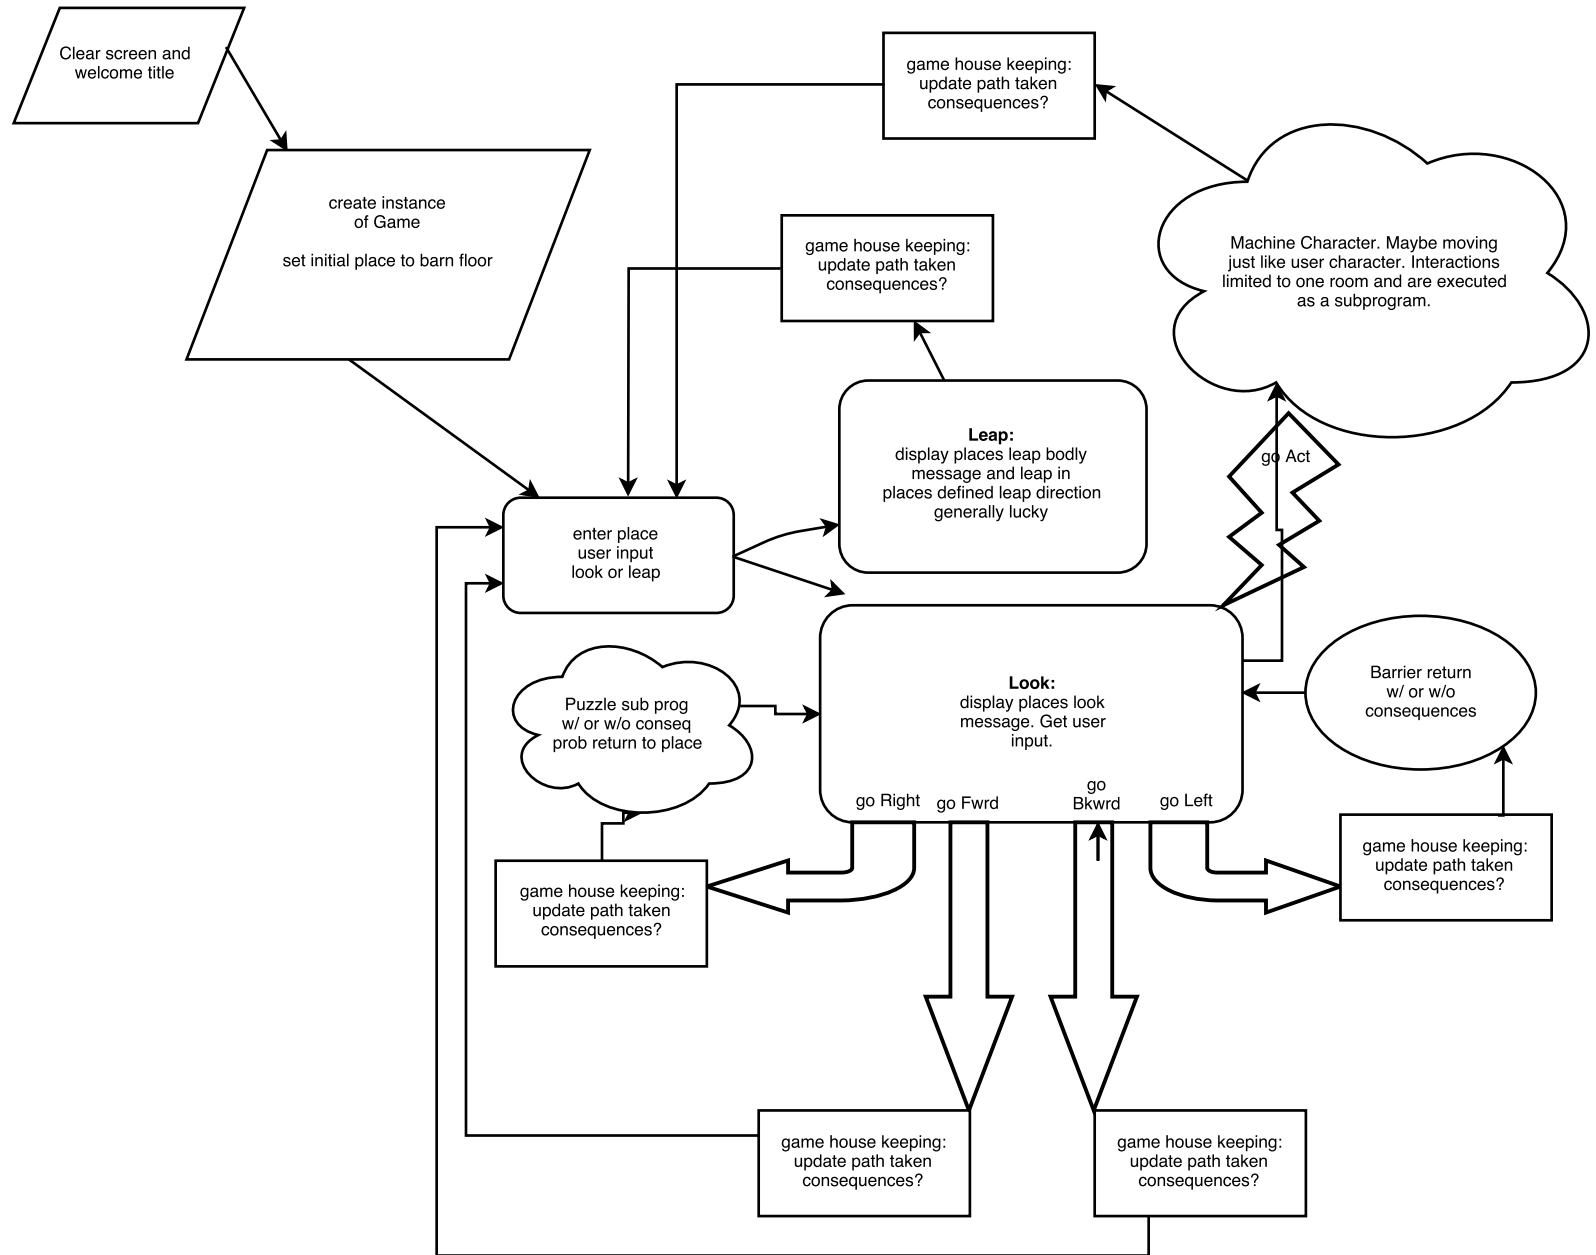 Clear screen and
welcome title
game house keeping:
update path taken
consequences?
create instance
of Game
set initial place to barn floor
game house keeping:
update path taken
consequences?
Machine Character. Maybe moving
just like user character. Interactions
limited to one room and are executed
as a subprogram.
Leap:
display places leap bodly
message and leap in
places defined leap direction
generally lucky
go Act
enter place
user input
look or leap
Puzzle sub prog
w/ or w/o conseq
prob return to place
Look:
display places look
message. Get user
input.
Barrier return
w/ or w/o
consequences
go Right
go Fwrd
go
Bkwrd
go Left
game house keeping:
update path taken
consequences?
game house keeping:
update path taken
consequences?
game house keeping:
update path taken
consequences?
game house keeping:
update path taken
consequences?